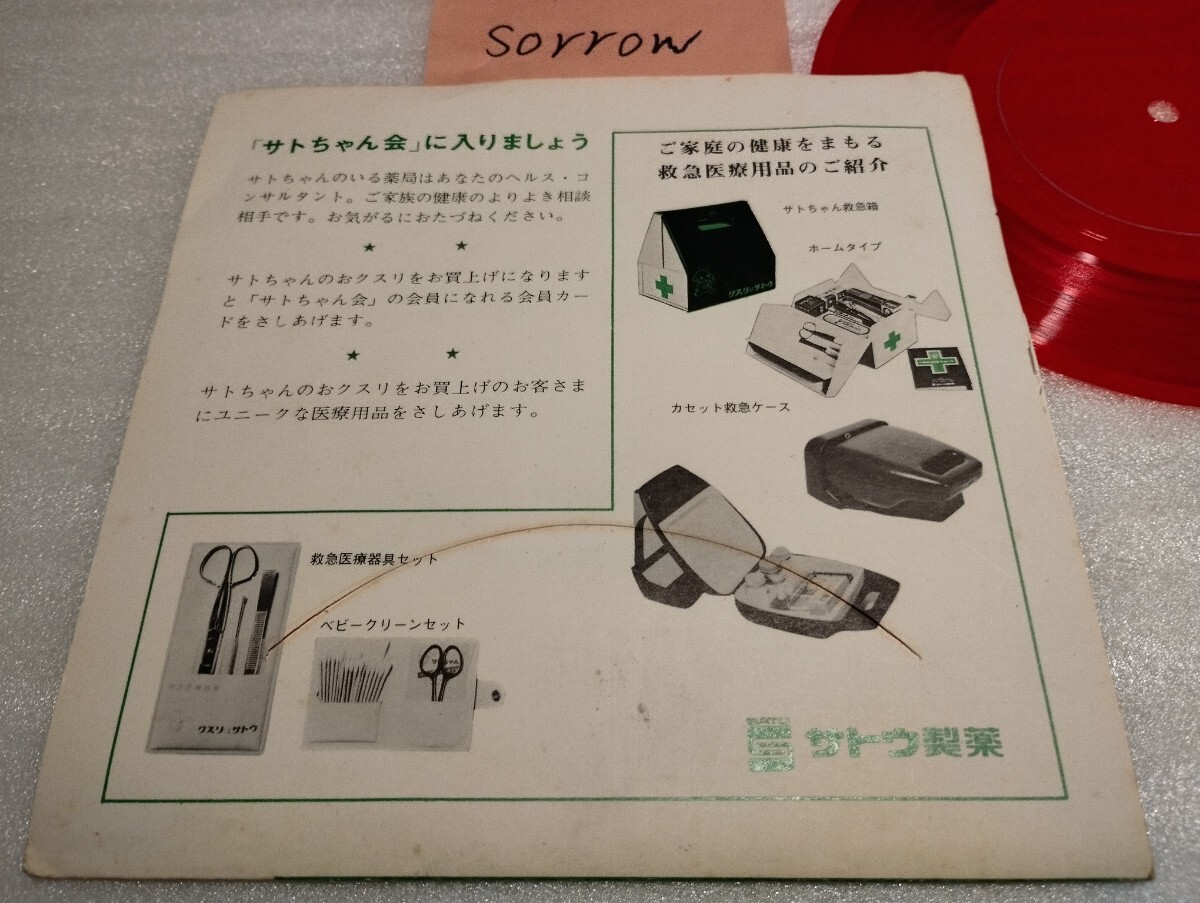 sorrow
「サトちゃん会」に入りましょう
サトちゃんのいる薬局はあなたのヘルス・コ
ンサルタント。ご家族の健康のよりよき相談
相手です。お気がるにおたづねください。
サトちゃんのおクスリをお買上げになります
と「サトちゃん会」の会員になれる会員カー
ドをさしあげます。
サトちゃんのおクスリをお買上げのお客さま
にユニークな医療用品をさしあげます。
ご家庭の健康をまもる
救急医療用品のご紹介
サトちゃん救急箱
クスリはサトウ
ホームタイプ
カセット救急ケース
救急医療器具セット
クスリはサトウ
ベビークリーンセット
サトウ製薬